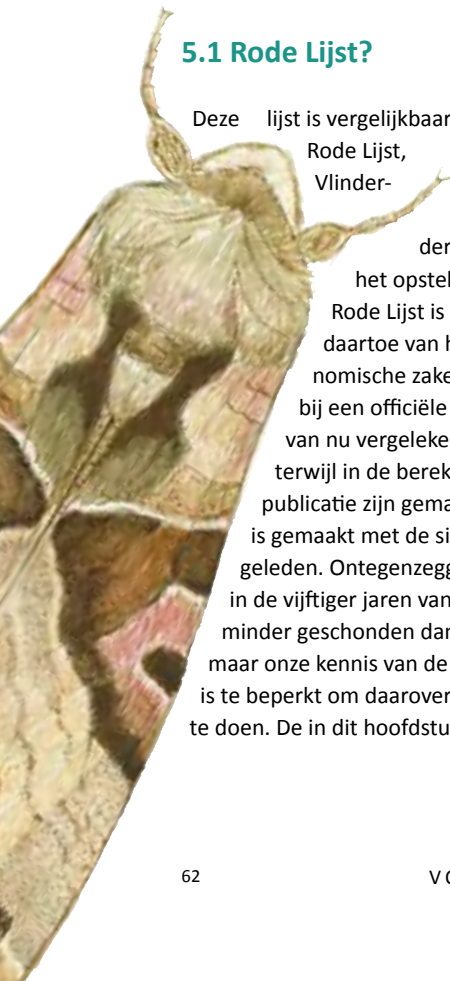 5.1 Rode Lijst?
Deze lijst is vergelijkbaar
Rode Lijst,
Vlinder-
der
het opstel
Rode Lijst is
daartoe van h
nomische zake
bij een officiële
van nu vergeleke
terwijl in de berek
publicatie zijn gema
is gemaakt met de si
geleden. Ontegenzegg
in de vijftiger jaren van
minder geschonden dan
maar onze kennis van de
is te beperkt om daarover
te doen. De in dit hoofdstu
62 V